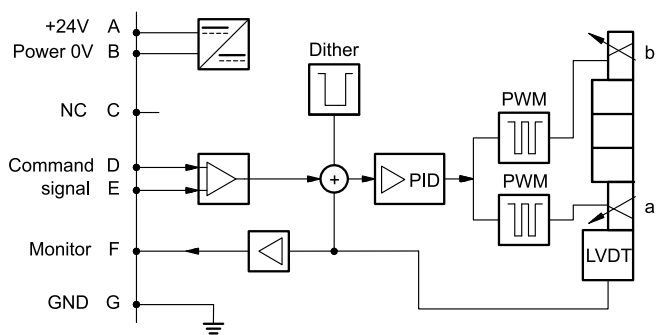 +24V A
Power 0V B
Dither
b
NC C
PWM
Command D
signal E
+
PID
PWM
a
Monitor F
LVDT
GND G